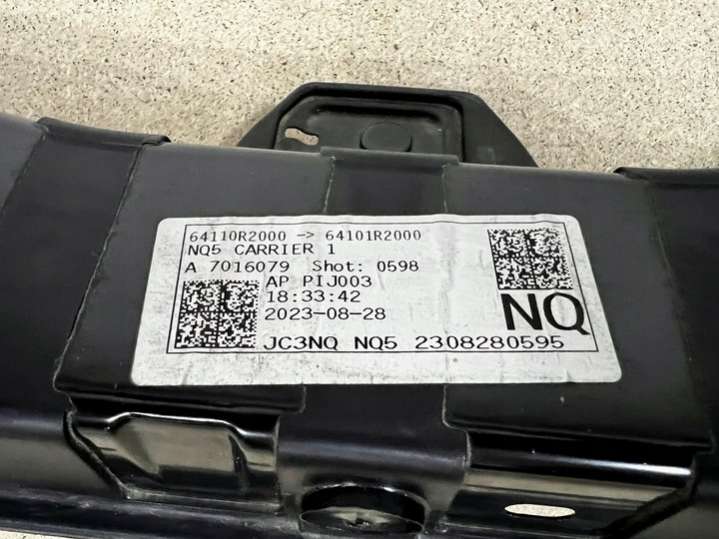 64110R2000 -> 64101R2000
NQ5 CARRIER 1
A 7016079 Shot: 0598
AP PIJ003
18:33:42
2023-08-28
NQ
JC3NQ NQ5 2308280595